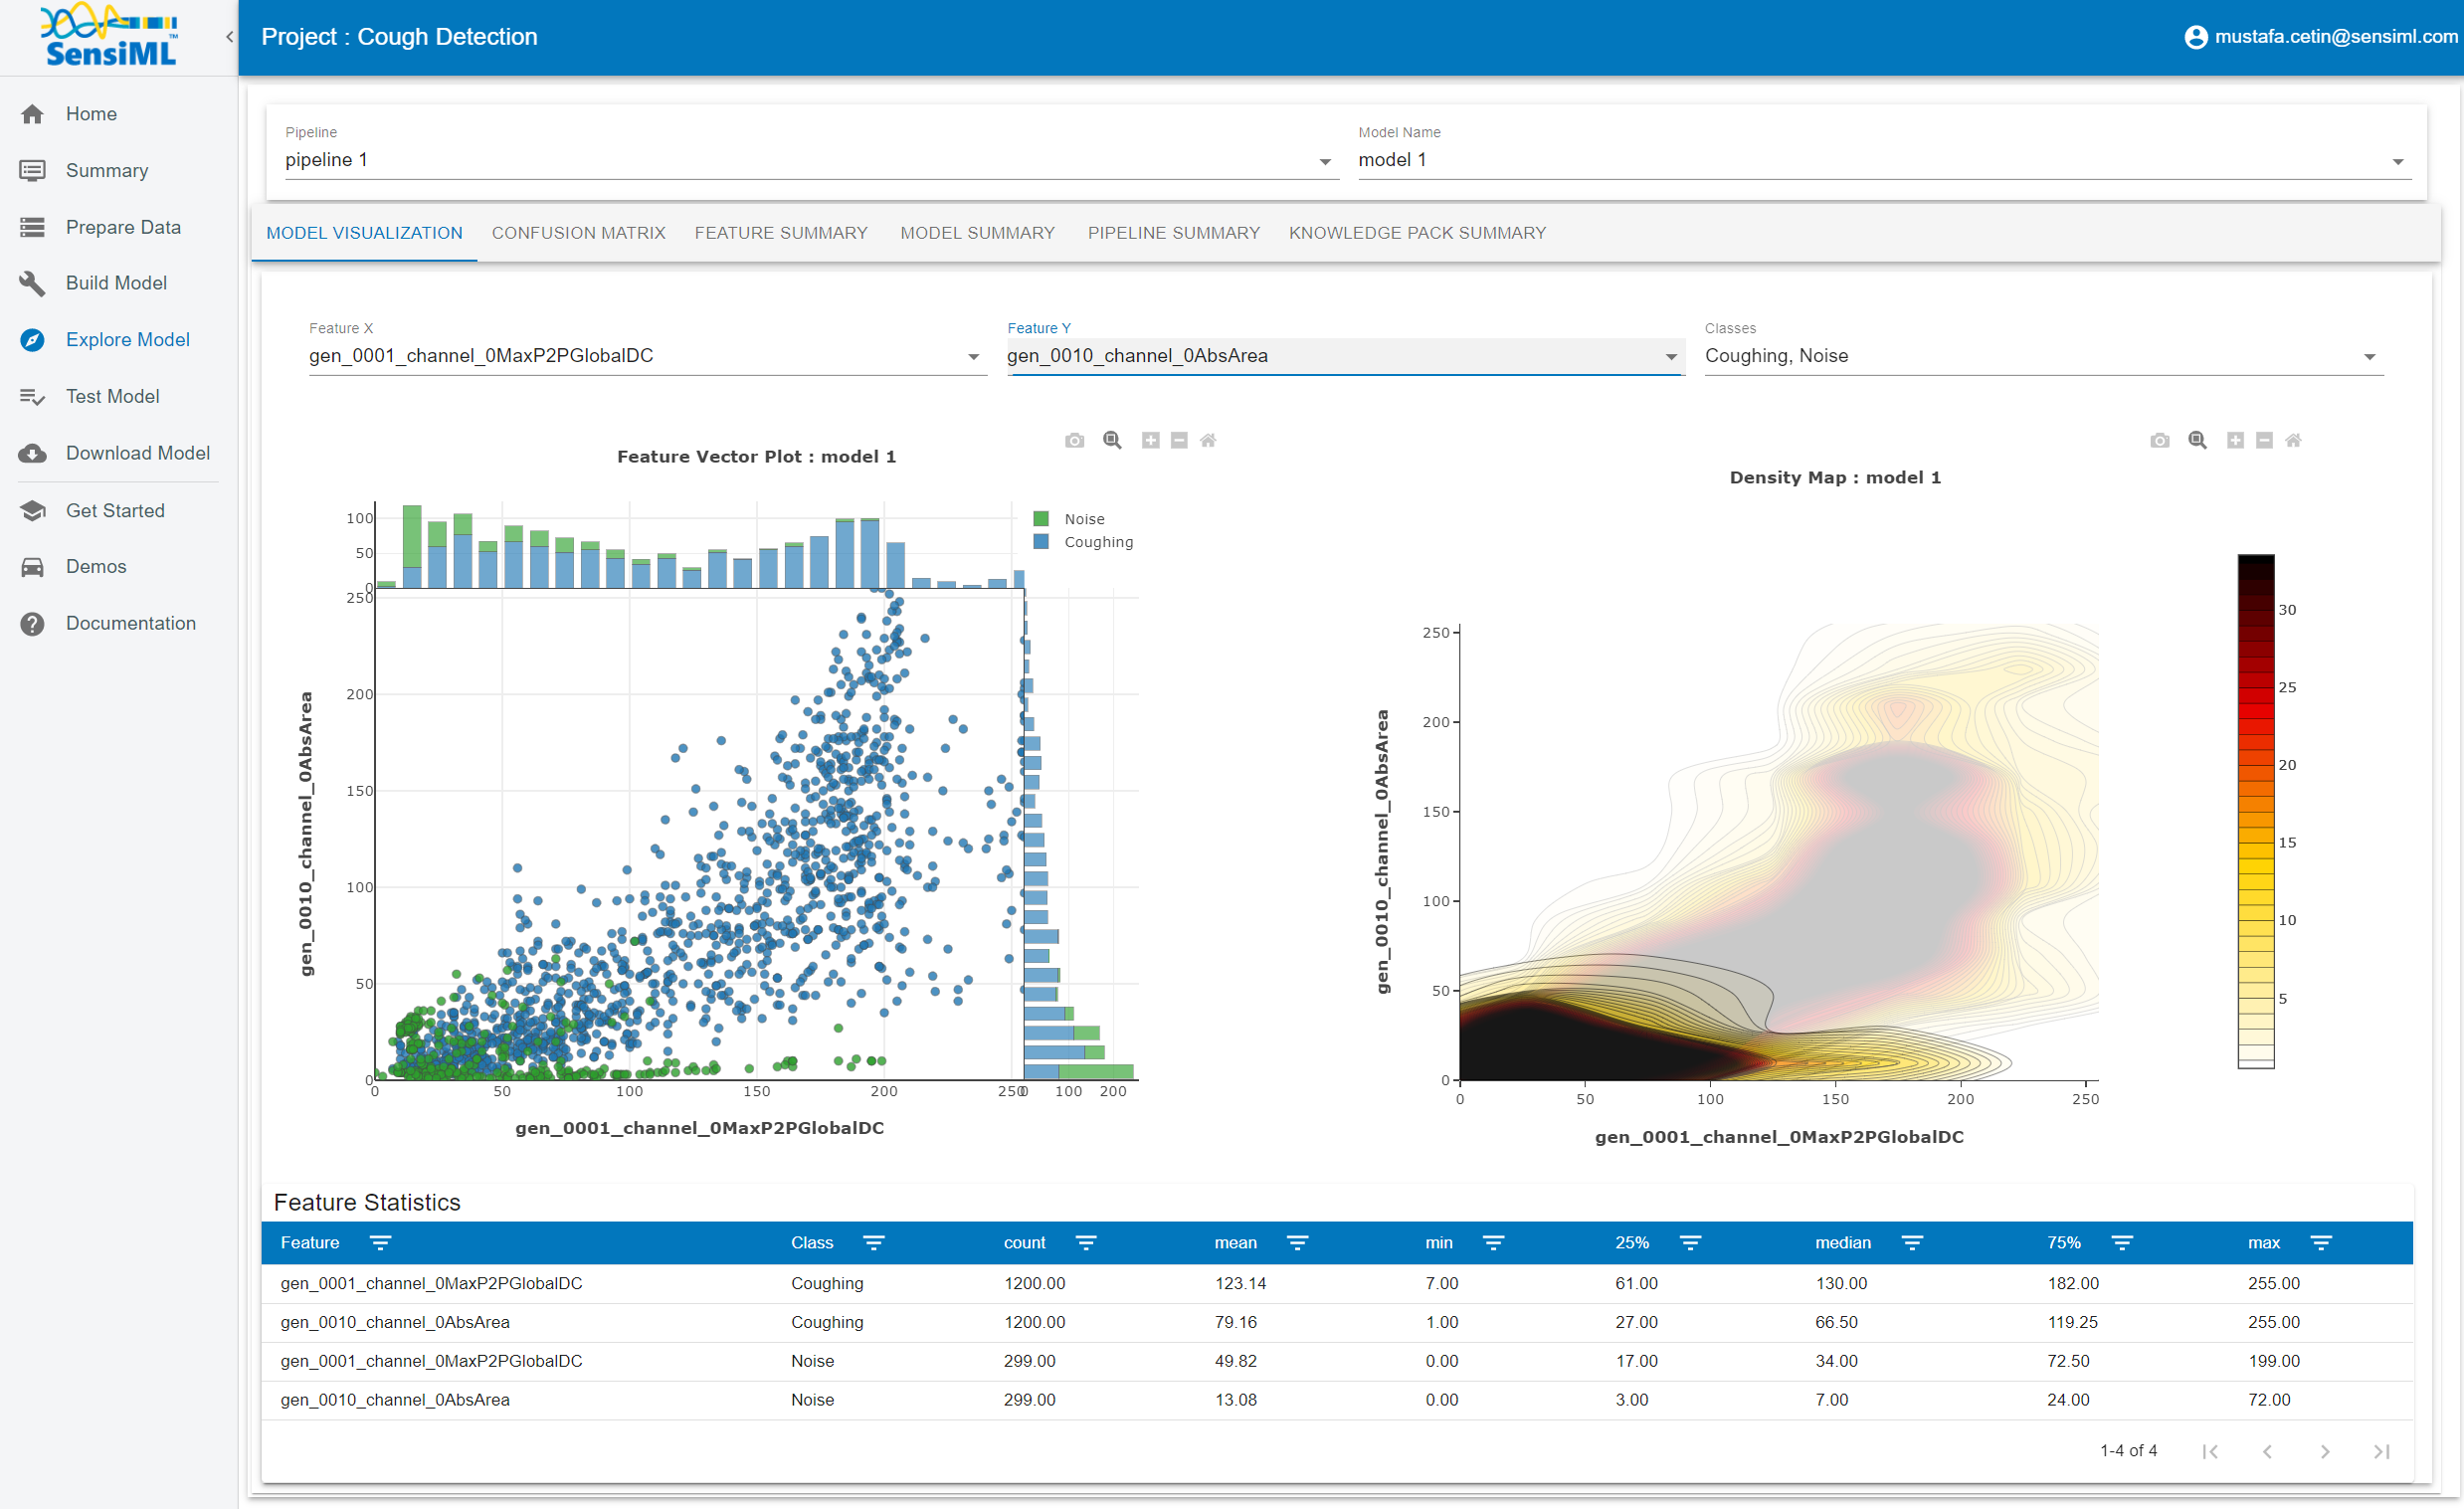 SensiML™
Project : Cough Detection
mustafa.cetin@sensiml.com
Home
Summary
Prepare Data
Build Model
Explore Model
Test Model
Download Model
Get Started
Demos
Documentation
Pipeline
pipeline 1
Model Name
model 1
MODEL VISUALIZATION CONFUSION MATRIX FEATURE SUMMARY MODEL SUMMARY PIPELINE SUMMARY KNOWLEDGE PACK SUMMARY
Feature X
gen_0001_channel_0MaxP2PGlobalDC
Feature Y
gen_0010_channel_0AbsArea
Classes
Coughing, Noise
Feature Vector Plot : model 1
Noise
Coughing
100
50
0
250
200
150
100
50
0
gen_0010_channel_0AbsArea
0 50 100 150 200 250
0 100 200
gen_0001_channel_0MaxP2PGlobalDC
Density Map : model 1
250
200
150
100
50
0
gen_0010_channel_0AbsArea
0 50 100 150 200 250
gen_0001_channel_0MaxP2PGlobalDC
30
25
20
15
10
5
Feature Statistics
Feature Class count mean min 25% median 75% max
gen_0001_channel_0MaxP2PGlobalDC Coughing 1200.00 123.14 7.00 61.00 130.00 182.00 255.00
gen_0010_channel_0AbsArea Coughing 1200.00 79.16 1.00 27.00 66.50 119.25 255.00
gen_0001_channel_0MaxP2PGlobalDC Noise 299.00 49.82 0.00 17.00 34.00 72.50 199.00
gen_0010_channel_0AbsArea Noise 299.00 13.08 0.00 3.00 7.00 24.00 72.00
1-4 of 4